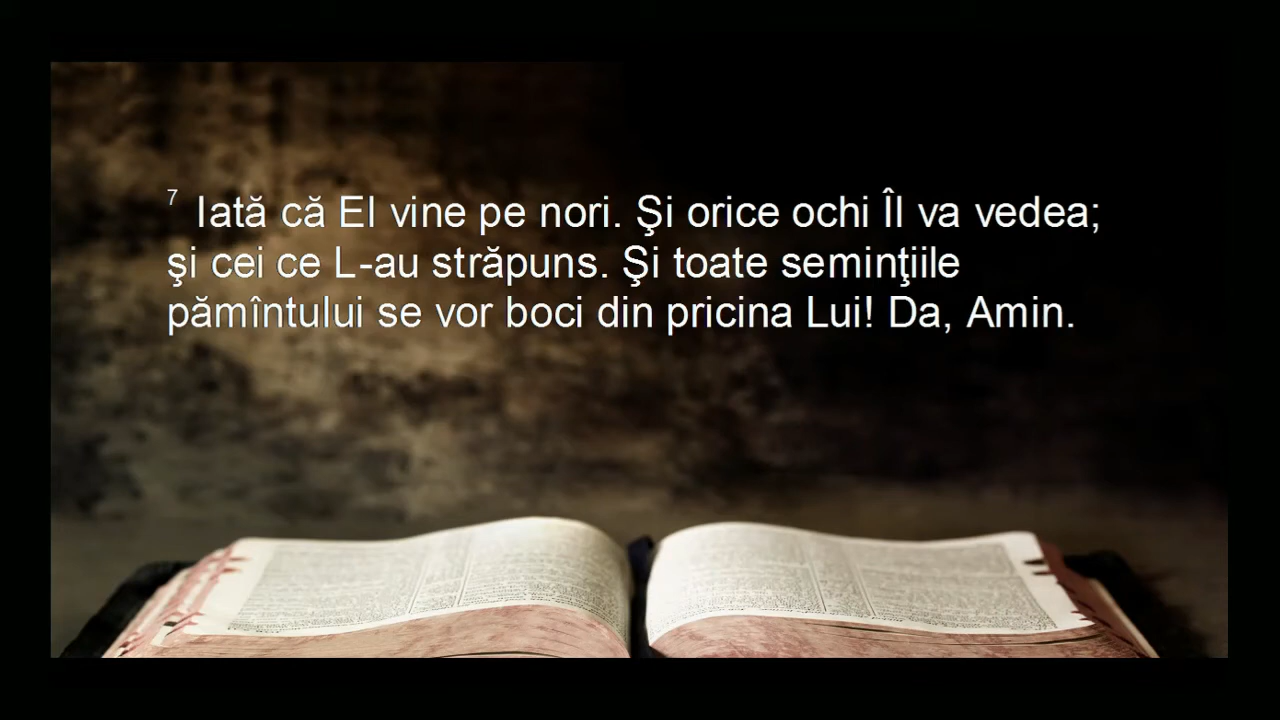 7 Iată că El vine pe nori. Şi orice ochi Îl va vedea;
şi cei ce L-au străpuns. Şi toate seminţiile
pămîntului se vor boci din pricina Lui! Da, Amin.